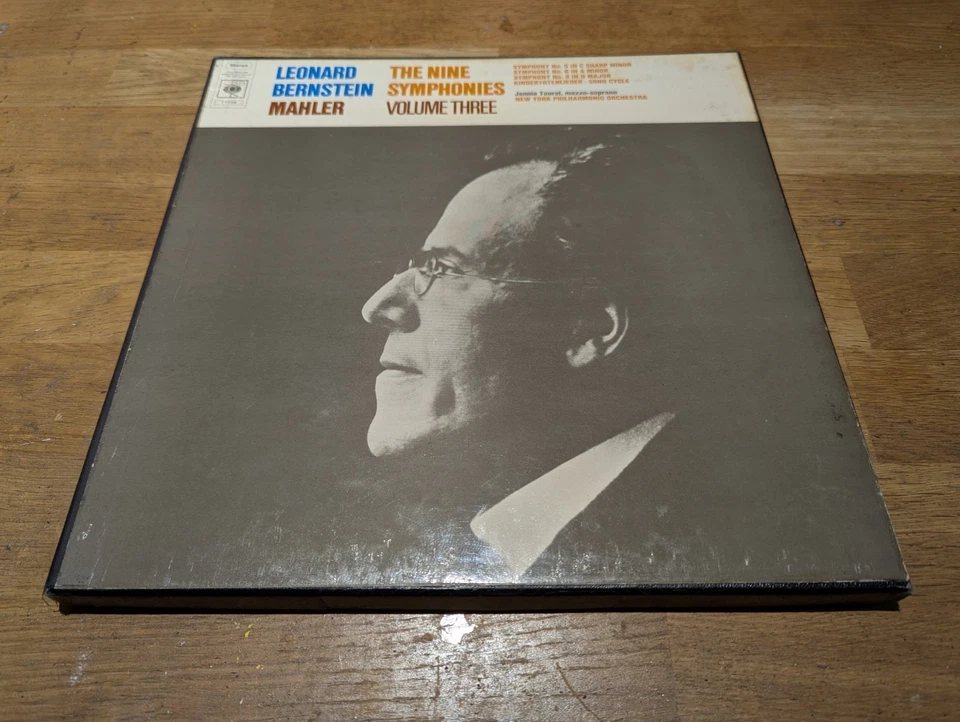 LEONARD
BERNSTEIN
MAHLER
THE NINE
SYMPHONIES
VOLUME THREE
SYMPHONY No. 5 IN C SHARP MINOR
SYMPHONY No. 6 IN A MINOR
SYMPHONY No. 9 IN D MAJOR
KINDERTOTENLIEDER - SONG CYCLE
Jennie Tourel, mezzo-soprano
NEW YORK PHILHARMONIC ORCHESTRA